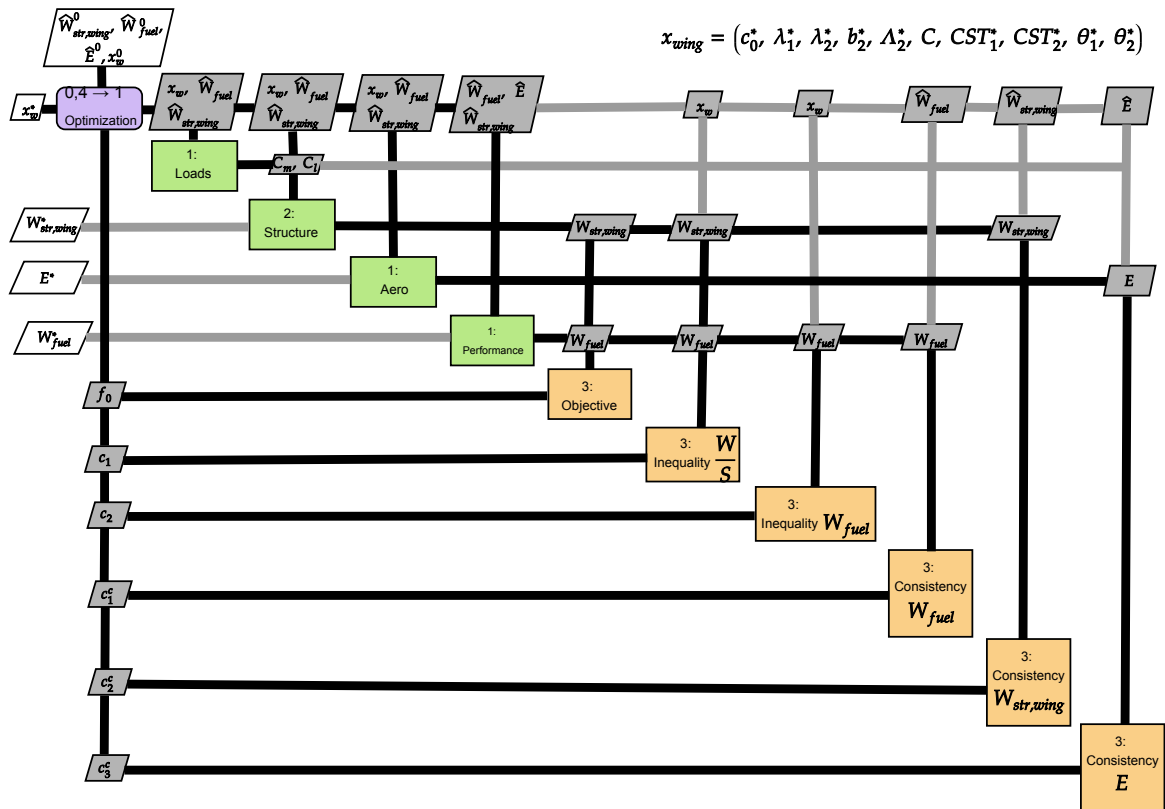 Ŵ⁰str,wing, Ŵ⁰fuel,
Ê⁰, x⁰w
x_wing = (c₀*, λ₁*, λ₂*, b₂*, Λ₂*, C, CST₁*, CST₂*, θ₁*, θ₂*)
x*w
0,4 → 1
Optimization
xw, Ŵfuel
Ŵstr,wing
xw, Ŵfuel
Ŵstr,wing
xw, Ŵfuel
Ŵstr,wing
Ŵfuel, Ê
Ŵstr,wing
xw
xw
Ŵfuel
Ŵstr,wing
Ê
1:
Loads
Cm, Cl
W*str,wing
2:
Structure
Wstr,wing
Wstr,wing
Wstr,wing
E*
1:
Aero
E
W*fuel
1:
Performance
Wfuel
Wfuel
Wfuel
Wfuel
f₀
3:
Objective
c₁
3:
Inequality W/S
c₂
3:
Inequality Wfuel
c₁ᶜ
3:
Consistency
Wfuel
c₂ᶜ
3:
Consistency
Wstr,wing
c₃ᶜ
3:
Consistency
E